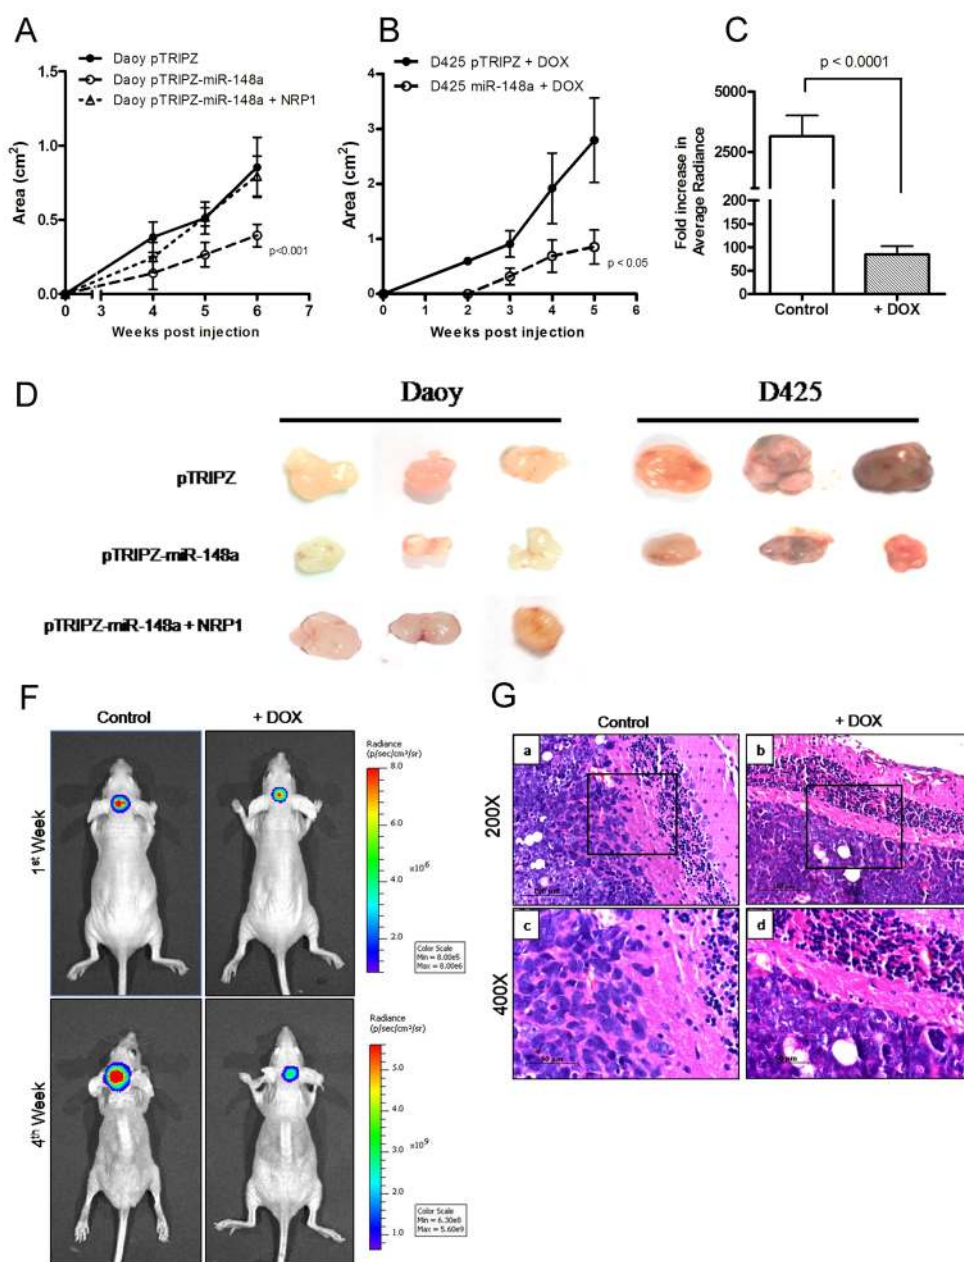 A
Daoy pTRIPZ
Daoy pTRIPZ-miR-148a
Daoy pTRIPZ-miR-148a + NRP1
1.5
1.0
0.5
0.0
Area (cm²)
p<0.001
0 3 4 5 6 7
Weeks post injection
B
D425 pTRIPZ + DOX
D425 miR-148a + DOX
4
3
2
1
0
Area (cm²)
p < 0.05
0 2 3 4 5 6
Weeks post injection
C
p < 0.0001
5000
2500
200
150
100
50
0
Fold increase in
Average Radiance
Control + DOX
D
Daoy D425
pTRIPZ
pTRIPZ-miR-148a
pTRIPZ-miR-148a + NRP1
F
Control + DOX
1st Week
Radiance
(p/sec/cm²/sr)
8.0
6.0
x10⁶
4.0
2.0
Color Scale
Min = 8.00e5
Max = 8.00e6
4th Week
Radiance
(p/sec/cm²/sr)
5.0
4.0
x10⁹
3.0
2.0
1.0
Color Scale
Min = 6.30e8
Max = 5.60e9
G
Control + DOX
200X
a b
400X
c d